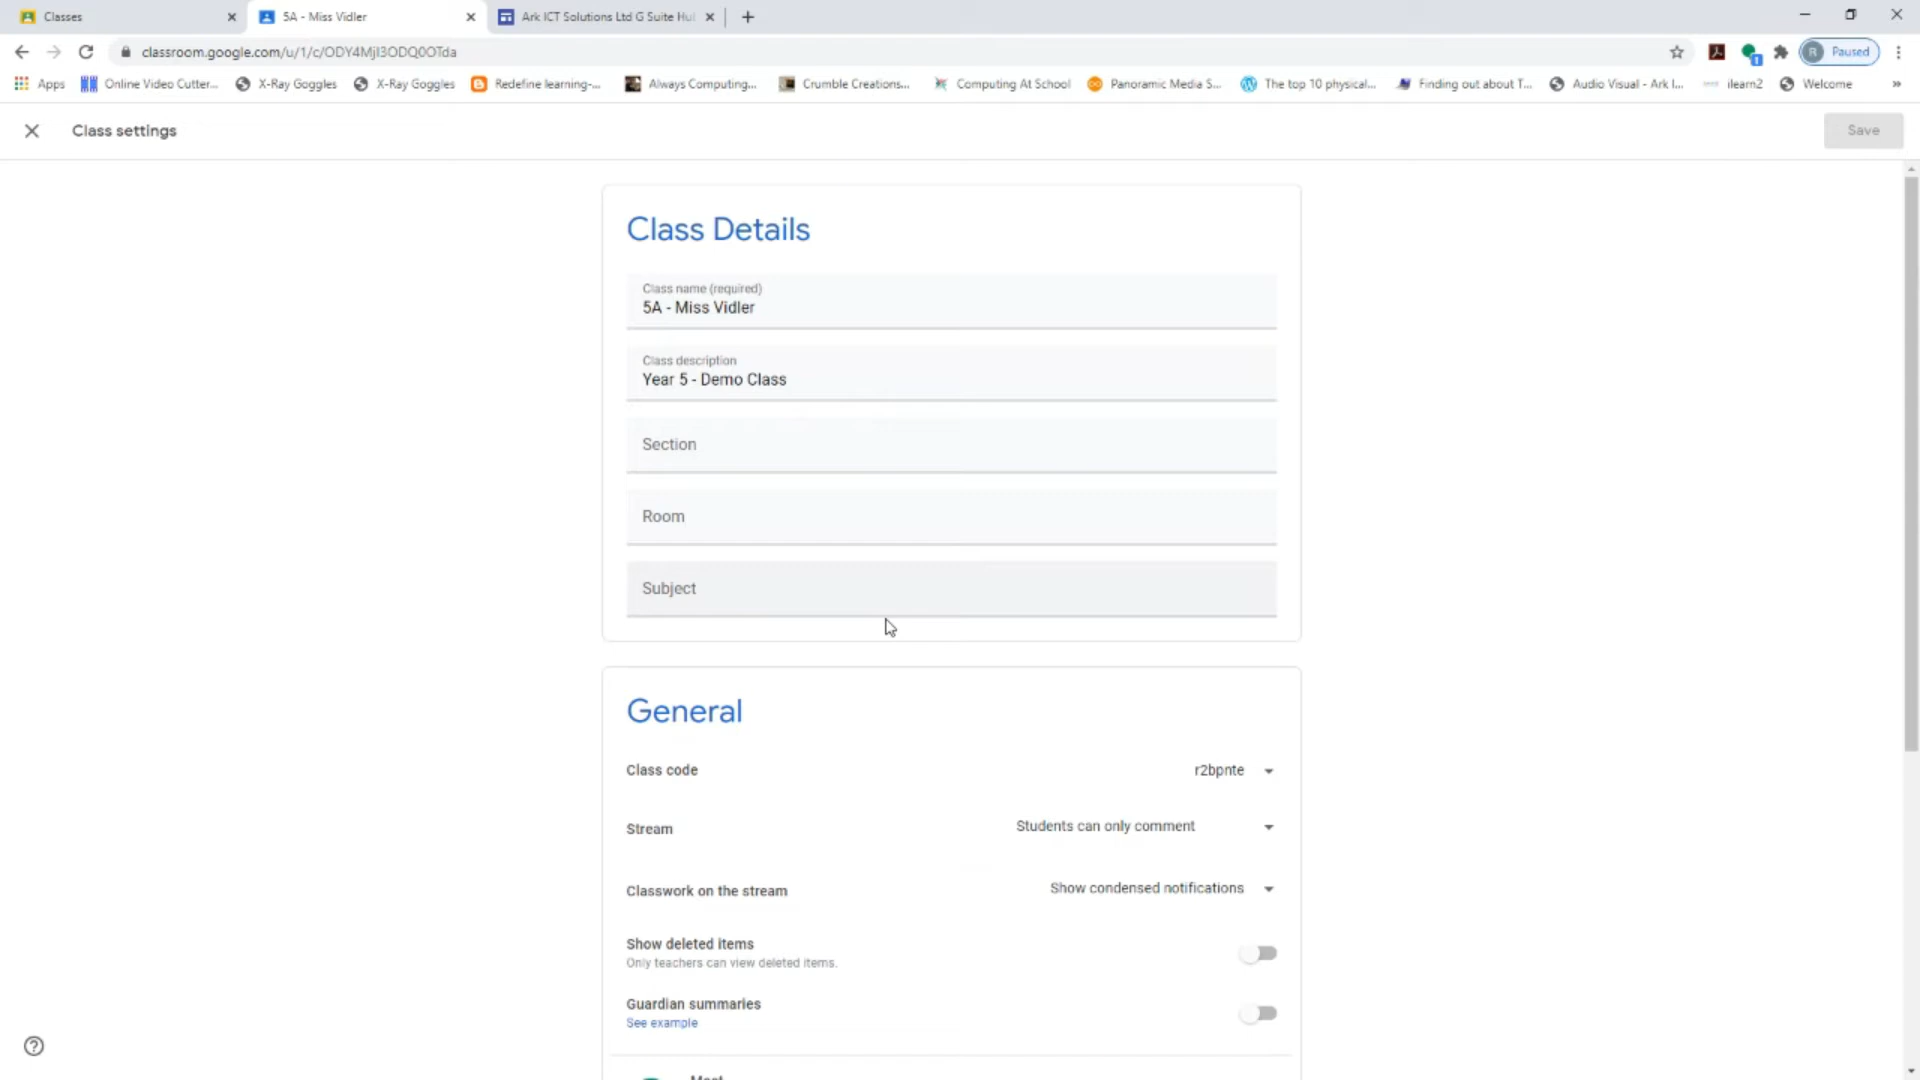 Classes
5A - Miss Vidler
Ark ICT Solutions Ltd G Suite Hu
classroom.google.com/u/1/c/ODY4MjI3ODQ0OTda
Paused
Apps
Online Video Cutter...
X-Ray Goggles
X-Ray Goggles
Redefine learning-...
Always Computing...
Crumble Creations...
Computing At School
Panoramic Media S...
The top 10 physical...
Finding out about T...
Audio Visual - Ark I...
ilearn2
Welcome
»
Class settings
Save
Class Details
Class name (required)
5A - Miss Vidler
Class description
Year 5 - Demo Class
Section
Room
Subject
General
Class code
r2bpnte
Stream
Students can only comment
Classwork on the stream
Show condensed notifications
Show deleted items
Only teachers can view deleted items.
Guardian summaries
See example
Meet